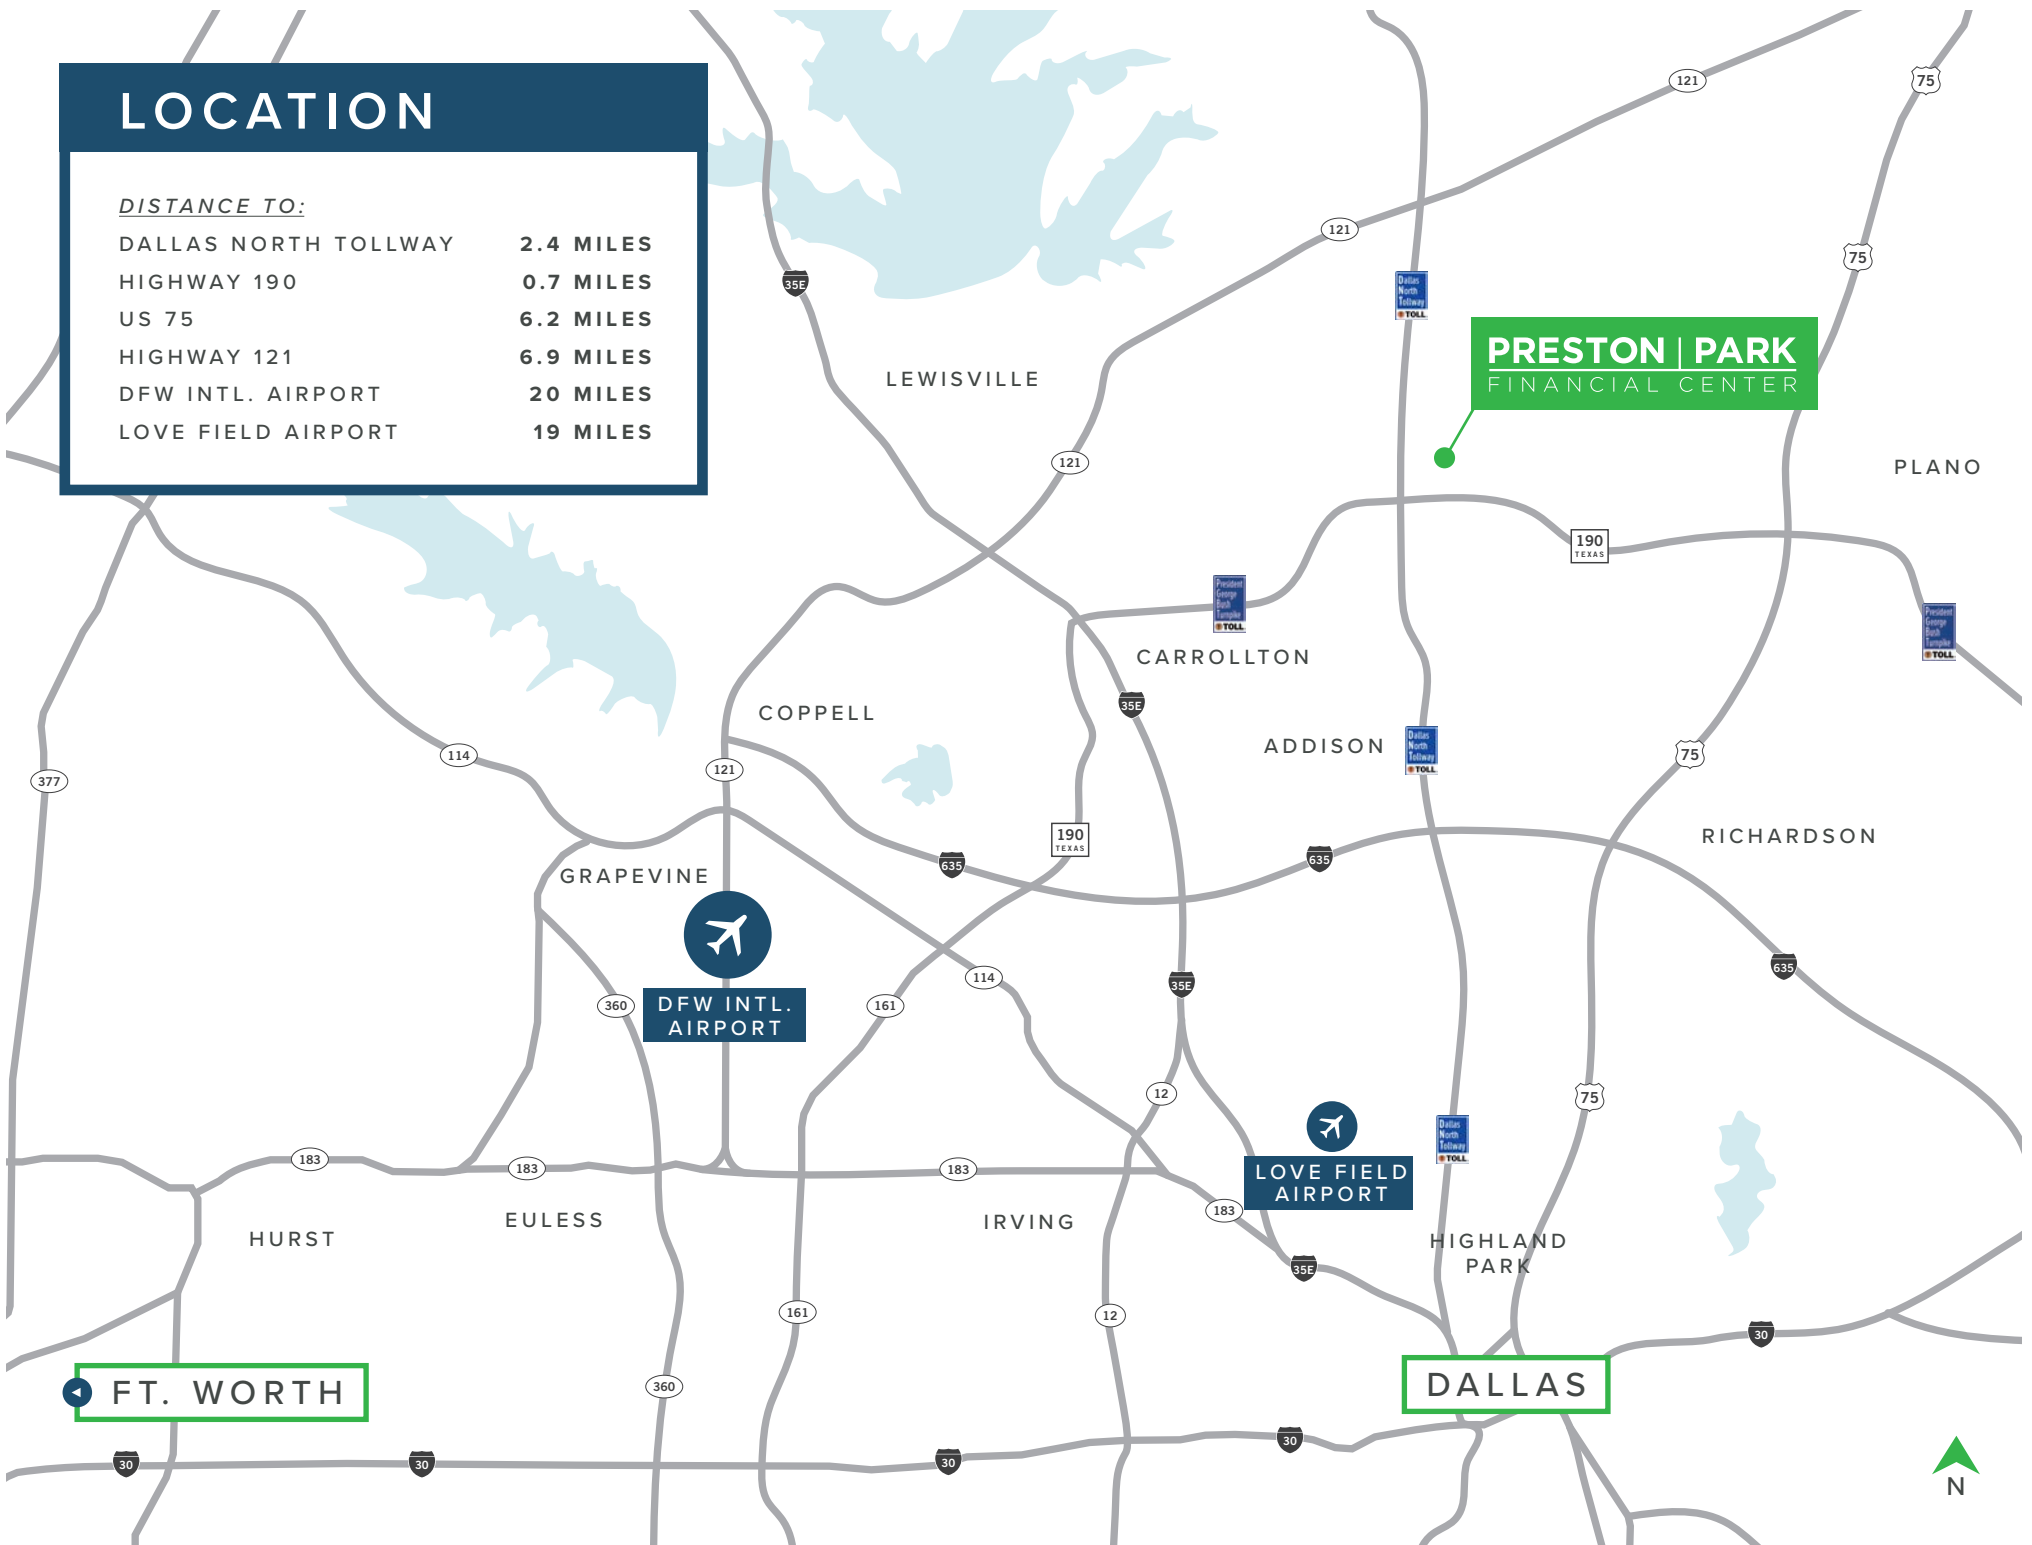 LOCATION
DISTANCE TO:
DALLAS NORTH TOLLWAY 2.4 MILES
HIGHWAY 190 0.7 MILES
US 75 6.2 MILES
HIGHWAY 121 6.9 MILES
DFW INTL. AIRPORT 20 MILES
LOVE FIELD AIRPORT 19 MILES
121
75
121
75
35E
Dallas
North
Tollway
TOLL
PRESTON | PARK
FINANCIAL CENTER
LEWISVILLE
121
PLANO
190
TEXAS
President
George
Bush
Turnpike
TOLL
President
George
Bush
Turnpike
TOLL
CARROLLTON
35E
COPPELL
ADDISON
Dallas
North
Tollway
TOLL
75
114
121
377
190
TEXAS
RICHARDSON
635
635
GRAPEVINE
635
114
35E
360
DFW INTL.
AIRPORT
161
12
75
Dallas
North
Tollway
TOLL
183
183
183
LOVE FIELD
AIRPORT
183
EULESS
IRVING
HURST
HIGHLAND
PARK
35E
161
12
30
360
FT. WORTH
DALLAS
30
30
30
30
N